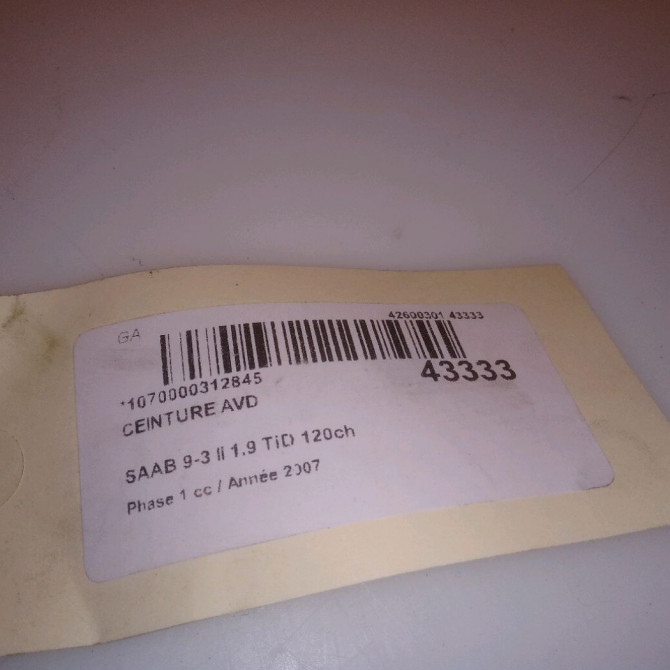 GA
42600301 43333
43333
*1070000312845
CEINTURE AVD
SAAB 9-3 II 1.9 TiD 120ch
Phase 1 cc / Année 2007